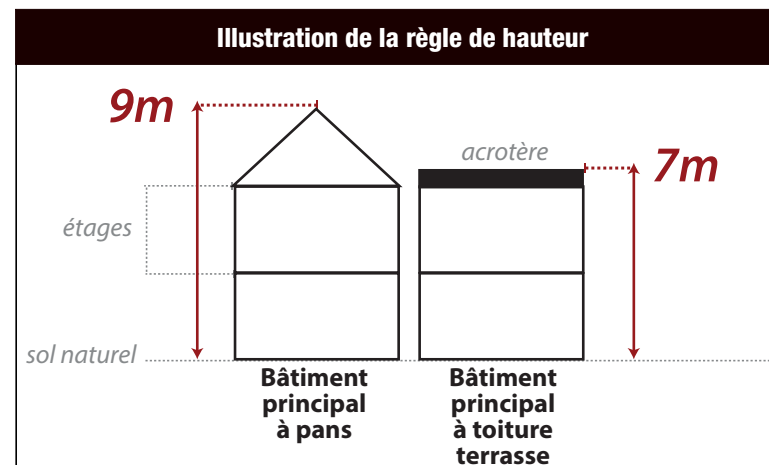 Illustration de la règle de hauteur
9m
acrotère
7m
étages
sol naturel
Bâtiment
principal
à pans
Bâtiment
principal
à toiture
terrasse